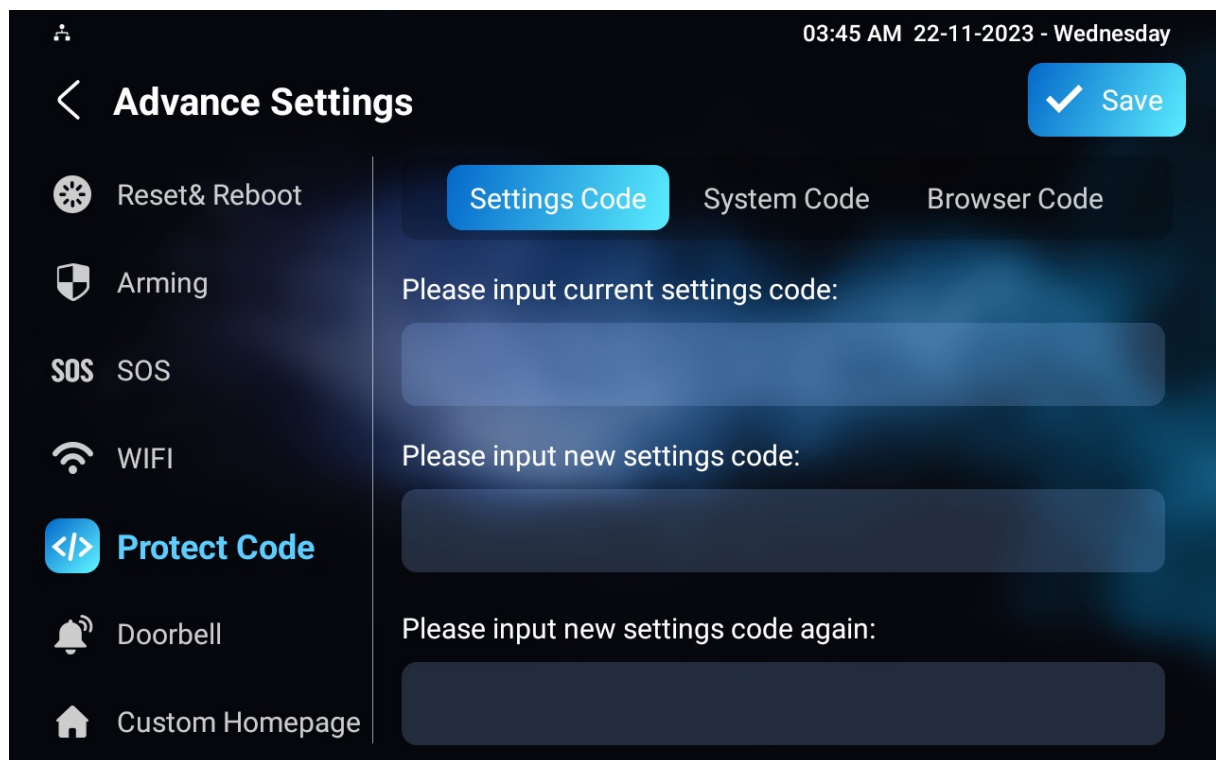 03:45 AM 22-11-2023 - Wednesday
Advance Settings
Save
Reset& Reboot
Arming
SOS SOS
WIFI
</> Protect Code
Doorbell
Custom Homepage
Settings Code System Code Browser Code
Please input current settings code:
Please input new settings code:
Please input new settings code again: